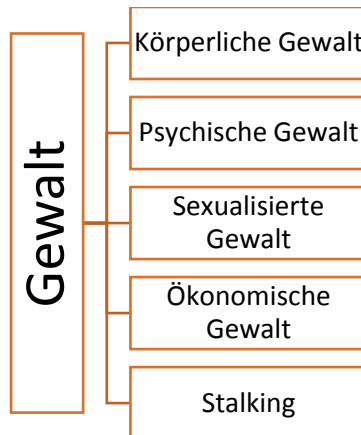 Gewalt
Körperliche Gewalt
Psychische Gewalt
Sexualisierte
Gewalt
Ökonomische
Gewalt
Stalking